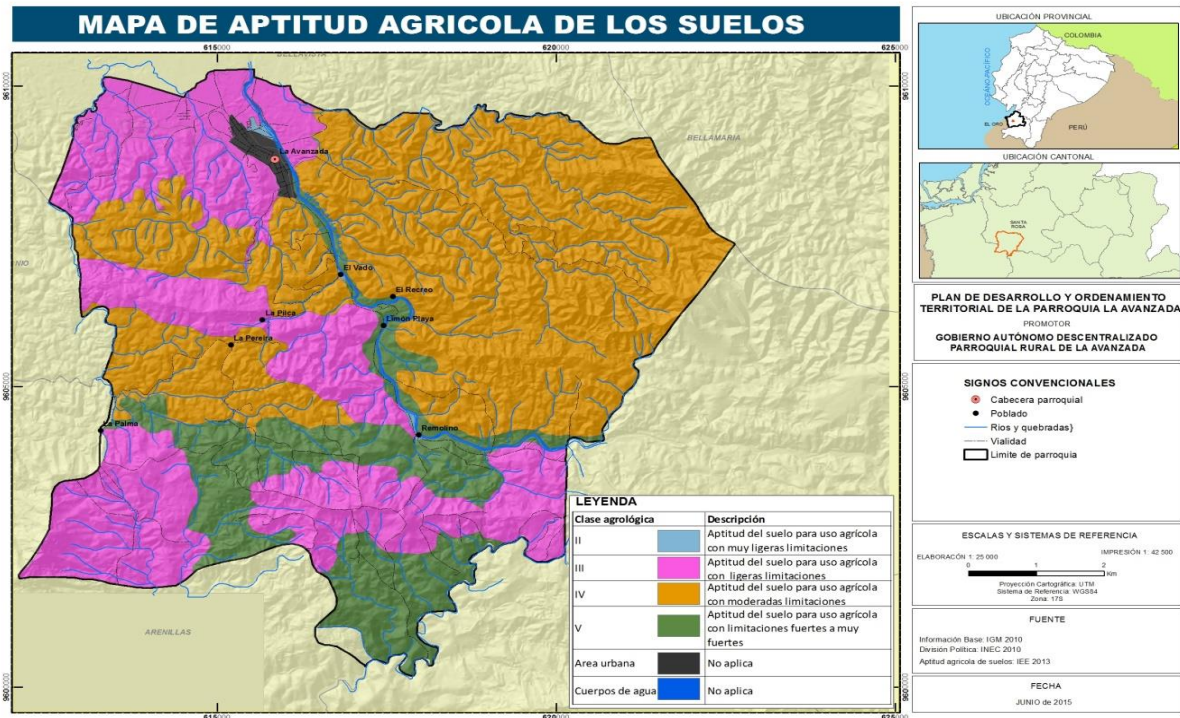 MAPA DE APTITUD AGRICOLA DE LOS SUELOS
615000
620000
625000
9610000
9605000
9600000
BELLAVISTA
BELLAMARIA
NIO
ARENILLAS
La Avanzada
El Vado
El Recreo
Limón Playa
La Pilca
La Pereira
La Palma
Remolino
LEYENDA
Clase agrológica
Descripción
II
Aptitud del suelo para uso agrícola
con muy ligeras limitaciones
III
Aptitud del suelo para uso agrícola
con ligeras limitaciones
IV
Aptitud del suelo para uso agrícola
con moderadas limitaciones
V
Aptitud del suelo para uso agrícola
con limitaciones fuertes a muy
fuertes
Area urbana
No aplica
Cuerpos de agua
No aplica
615000
620000
625000
UBICACIÓN PROVINCIAL
COLOMBIA
OCEANO PACÍFICO
EL ORO
PERÚ
UBICACIÓN CANTONAL
SANTA
ROSA
PLAN DE DESARROLLO Y ORDENAMIENTO
TERRITORIAL DE LA PARROQUIA LA AVANZADA
PROMOTOR
GOBIERNO AUTÓNOMO DESCENTRALIZADO
PARROQUIAL RURAL DE LA AVANZADA
SIGNOS CONVENCIONALES
Cabecera parroquial
Poblado
Rios y quebradas}
Vialidad
Limite de parroquia
ESCALAS Y SISTEMAS DE REFERENCIA
ELABORACIÓN 1: 25 000
IMPRESIÓN 1: 42 500
0 1 2
Km
Proyección Cartográfica: UTM
Sistema de Referencia: WGS84
Zona: 17S
FUENTE
Información Base: IGM 2010
División Política: INEC 2010
Aptitud agricola de suelos: IEE 2013
FECHA
JUNIO de 2015